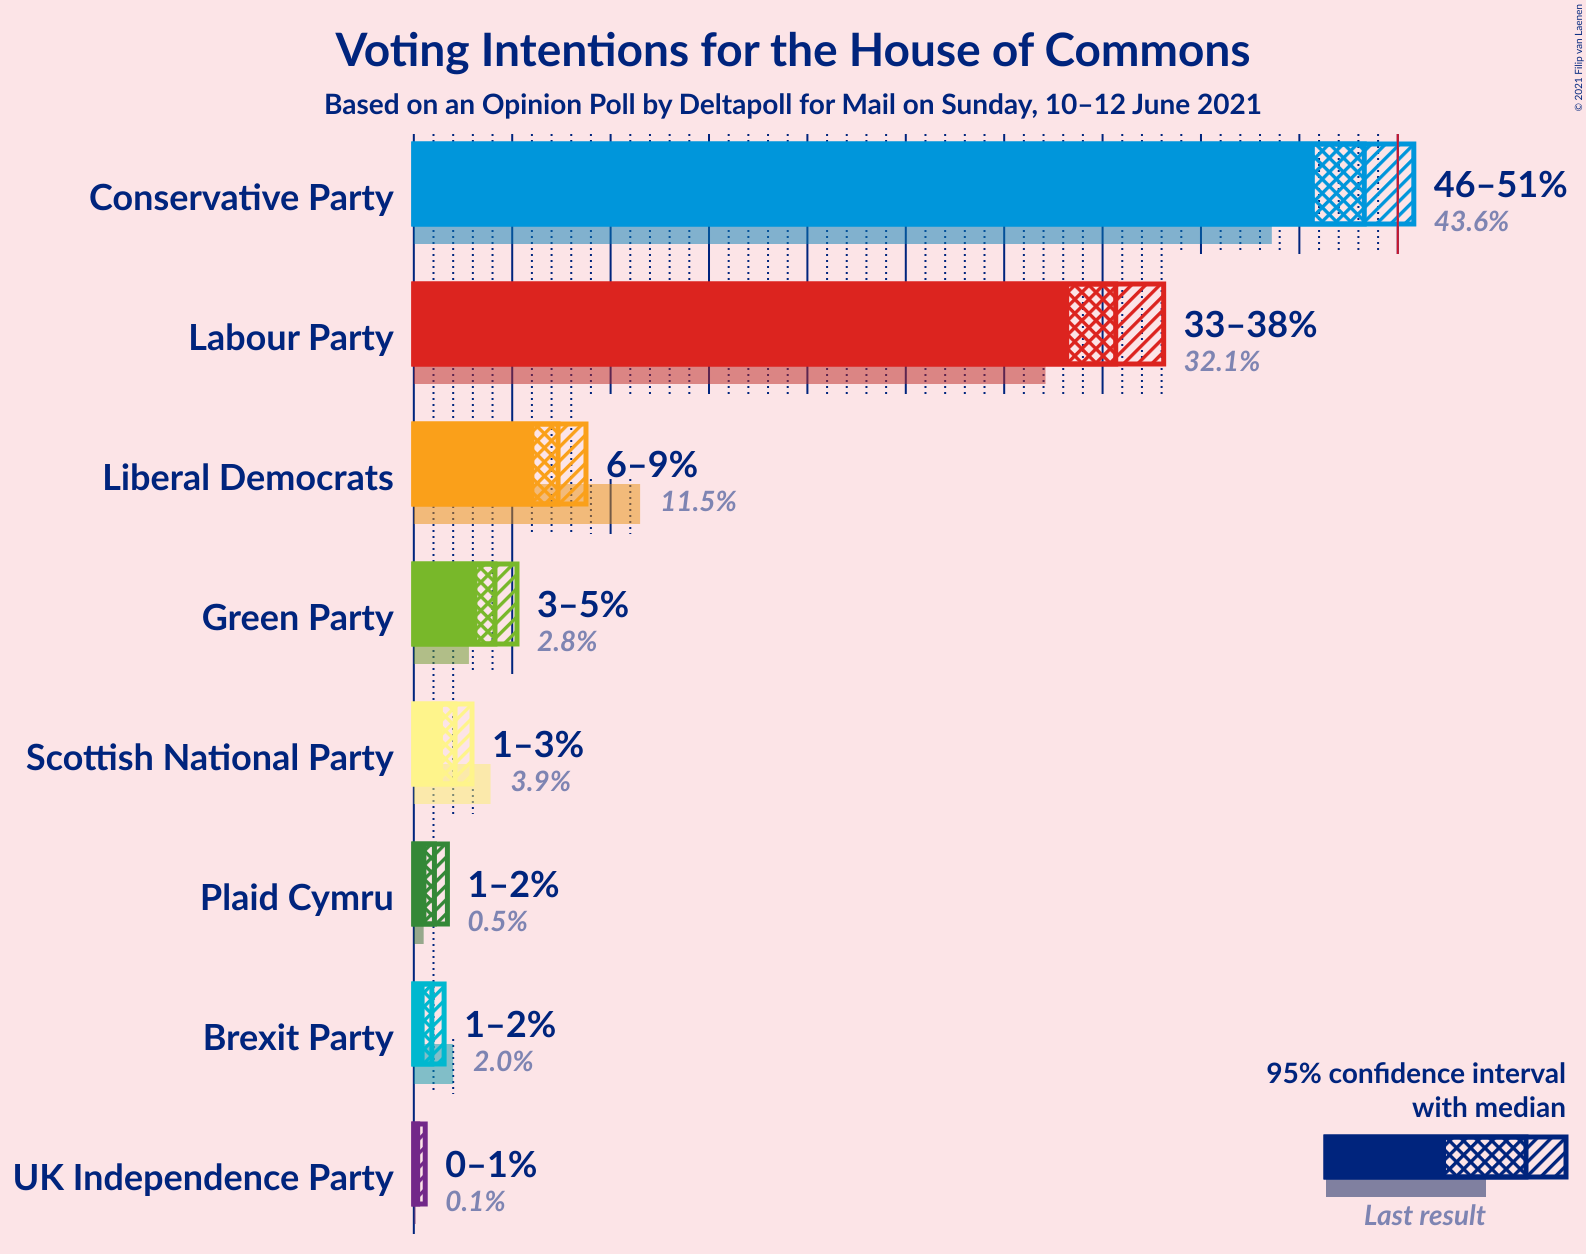 Voting Intentions for the House of Commons
Based on an Opinion Poll by Deltapoll for Mail on Sunday, 10–12 June 2021
© 2021 Filip van Laenen
Conservative Party
46–51%
43.6%
Labour Party
33–38%
32.1%
Liberal Democrats
6–9%
11.5%
Green Party
3–5%
2.8%
Scottish National Party
1–3%
3.9%
Plaid Cymru
1–2%
0.5%
Brexit Party
1–2%
2.0%
UK Independence Party
0–1%
0.1%
95% confidence interval
with median
Last result